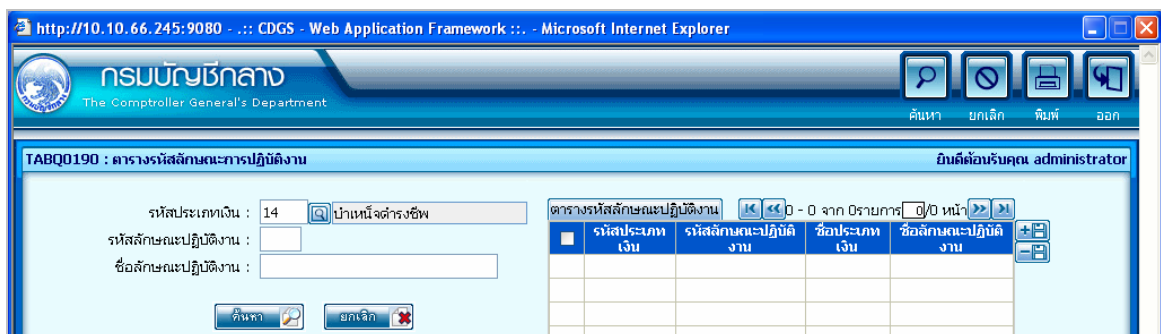 http://10.10.66.245:9080 - .:: CDGS - Web Application Framework ::. - Microsoft Internet Explorer
กรมบัญชีกลาง
The Comptroller General's Department
ค้นหา ยกเลิก พิมพ์ ออก
TABQ0190 : ตารางรหัสลักษณะการปฏิบัติงาน ยินดีต้อนรับคุณ administrator
รหัสประเภทเงิน : 14 บำเหน็จดำรงชีพ
รหัสลักษณะปฏิบัติงาน :
ชื่อลักษณะปฏิบัติงาน :
ค้นหา ยกเลิก
ตารางรหัสลักษณะปฏิบัติงาน 0 - 0 จาก 0รายการ 0/0 หน้า
รหัสประเภทเงิน รหัสลักษณะปฏิบัติงาน ชื่อประเภทเงิน ชื่อลักษณะปฏิบัติงาน